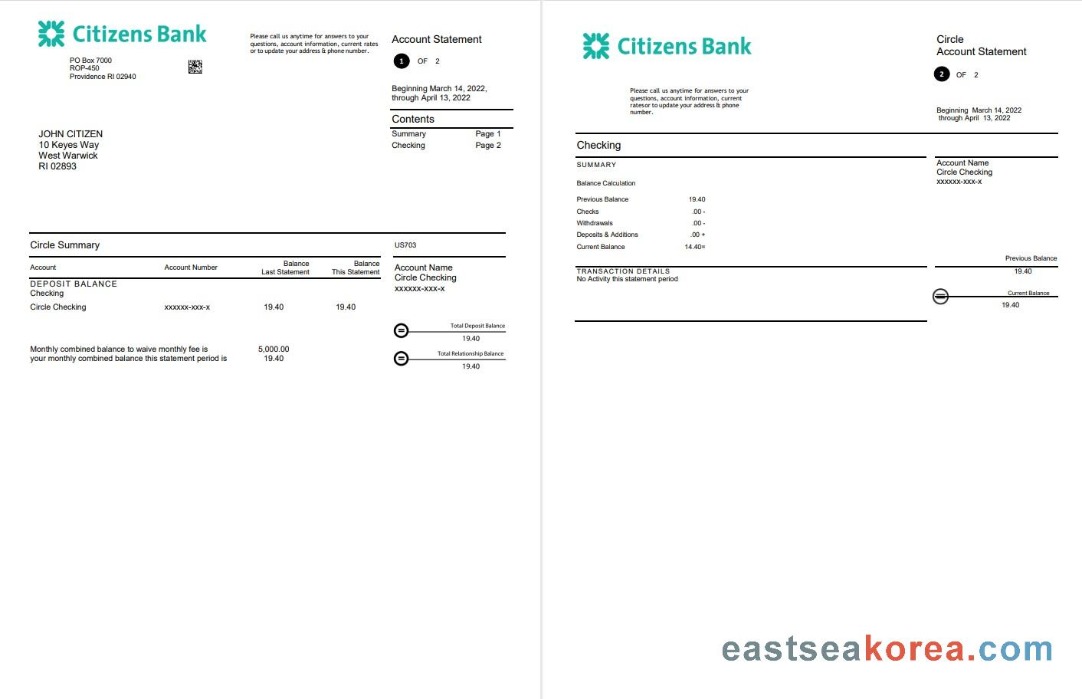 Citizens Bank
PO Box 7000
ROP-450
Providence RI 02940
Please call us anytime for answers to your
questions, account information, current rates
or to update your address & phone number.
Account Statement
1 OF 2
Beginning March 14, 2022,
through April 13, 2022
Contents
Summary Page 1
Checking Page 2
JOHN CITIZEN
10 Keyes Way
West Warwick
RI 02893
Circle Summary
US703
Account Account Number Balance Last Statement Balance This Statement
DEPOSIT BALANCE
Checking
Circle Checking xxxxxx-xxx-x 19.40 19.40
Monthly combined balance to waive monthly fee is 5,000.00
your monthly combined balance this statement period is 19.40
Account Name
Circle Checking
xxxxxx-xxx-x
Total Deposit Balance
19.40
Total Relationship Balance
19.40
Citizens Bank
Please call us anytime for answers to your
questions, account information, current
ratesor to update your address & phone
number.
Circle
Account Statement
2 OF 2
Beginning March 14, 2022
through April 13, 2022
Checking
SUMMARY
Balance Calculation
Previous Balance 19.40
Checks .00 -
Withdrawals .00 -
Deposits & Additions .00 +
Current Balance 14.40=
TRANSACTION DETAILS
No Activity this statement period
Account Name
Circle Checking
xxxxxx-xxx-x
Previous Balance
19.40
Current Balance
19.40
eastseakorea.com